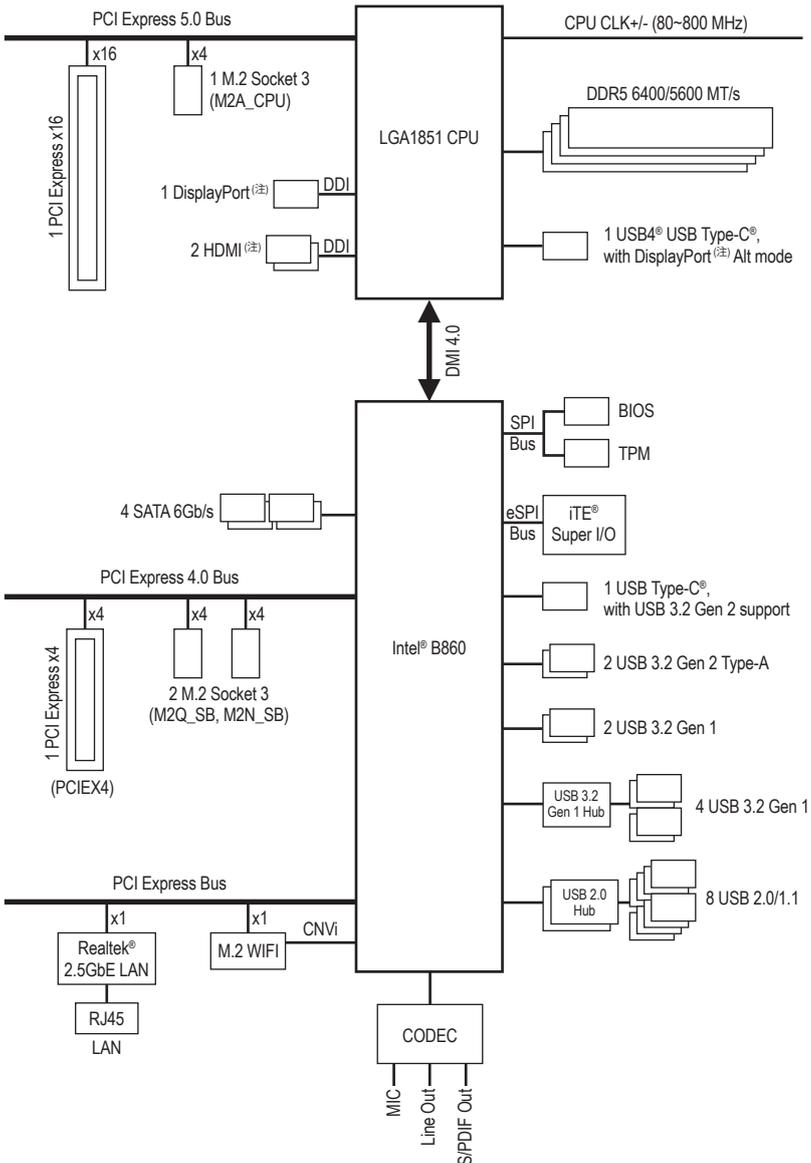 PCI Express 5.0 Bus
CPU CLK+/- (80~800 MHz)
x16
x4
1 M.2 Socket 3
(M2A_CPU)
1 PCI Express x16
DDR5 6400/5600 MT/s
LGA1851 CPU
1 DisplayPort(注)
DDI
2 HDMI(注)
DDI
1 USB4® USB Type-C®,
with DisplayPort(注) Alt mode
DMI 4.0
SPI
Bus
BIOS
TPM
4 SATA 6Gb/s
eSPI
Bus
iTE®
Super I/O
PCI Express 4.0 Bus
x4
x4
x4
1 USB Type-C®,
with USB 3.2 Gen 2 support
Intel® B860
1 PCI Express x4
2 M.2 Socket 3
(M2Q_SB, M2N_SB)
2 USB 3.2 Gen 2 Type-A
2 USB 3.2 Gen 1
(PCIEX4)
USB 3.2
Gen 1 Hub
4 USB 3.2 Gen 1
PCI Express Bus
USB 2.0
Hub
8 USB 2.0/1.1
x1
x1
CNVi
Realtek®
2.5GbE LAN
M.2 WIFI
RJ45
LAN
CODEC
MIC
Line Out
S/PDIF Out